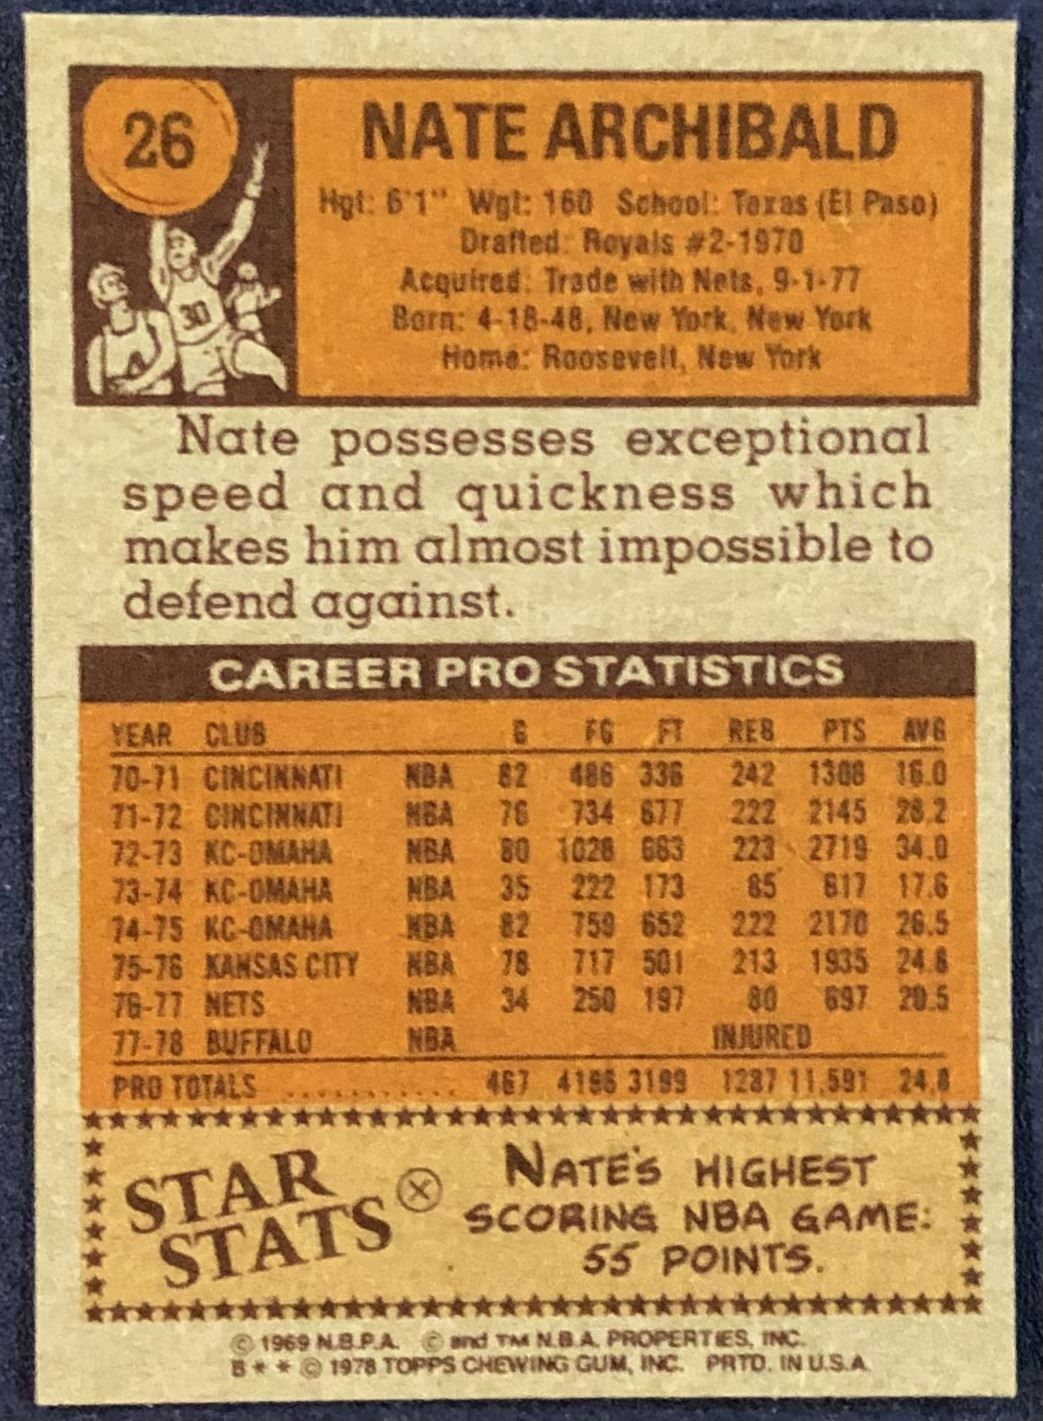 26
NATE ARCHIBALD
Hgt: 6'1" Wgt: 160 School: Texas (El Paso)
Drafted: Royals #2-1970
Acquired: Trade with Nets, 9-1-77
Born: 4-18-48, New York, New York
Home: Roosevelt, New York
30
Nate possesses exceptional
speed and quickness which
makes him almost impossible to
defend against.
CAREER PRO STATISTICS
YEAR CLUB G FG FT REB PTS AVG
70-71 CINCINNATI NBA 82 486 336 242 1308 16.0
71-72 CINCINNATI NBA 76 734 677 222 2145 28.2
72-73 KC-OMAHA NBA 80 1028 663 223 2719 34.0
73-74 KC-OMAHA NBA 35 222 173 85 617 17.6
74-75 KC-OMAHA NBA 82 759 652 222 2170 26.5
75-76 KANSAS CITY NBA 78 717 501 213 1935 24.8
76-77 NETS NBA 34 250 197 80 697 20.5
77-78 BUFFALO NBA INJURED
PRO TOTALS ........... 467 4196 3199 1287 11,591 24.8
STAR
STATS
NATE'S HIGHEST
SCORING NBA GAME:
55 POINTS.
© 1969 N.B.P.A. © and TM N.B.A. PROPERTIES, INC.
B * * © 1978 TOPPS CHEWING GUM, INC. PRTD. IN U.S.A.